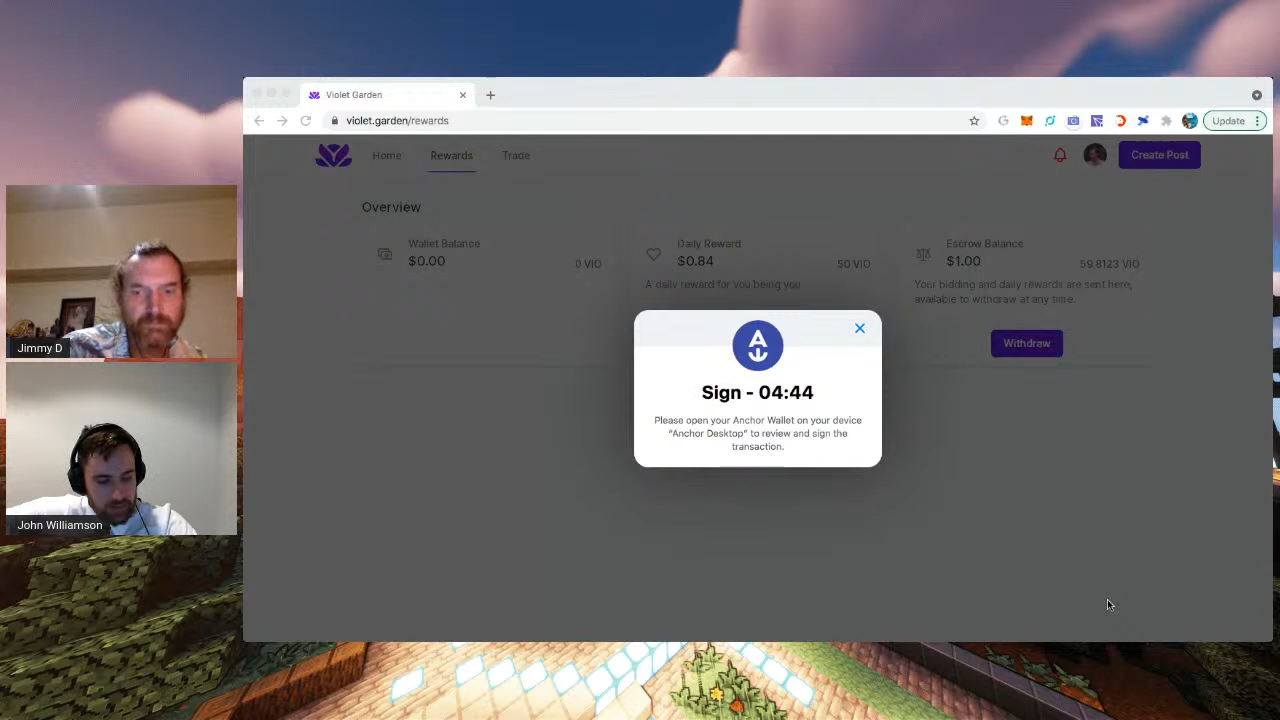 Violet Garden
violet.garden/rewards
Update
Home
Rewards
Trade
Create Post
Overview
Wallet Balance
$0.00
0 VIO
Daily Reward
$0.84
50 VIO
A daily reward for you being you
Escrow Balance
$1.00
59.8123 VIO
Your bidding and daily rewards are sent here,
available to withdraw at any time.
Withdraw
Sign - 04:44
Please open your Anchor Wallet on your device
“Anchor Desktop” to review and sign the
transaction.
Jimmy D
John Williamson